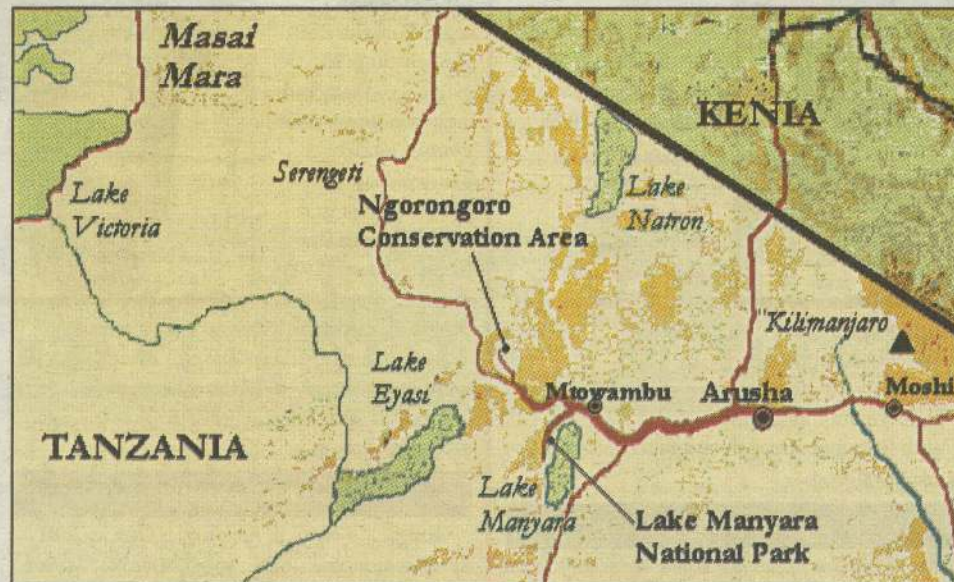 Masai
Mara
KENIA
Serengeti
Lake
Victoria
Lake
Natron
Ngorongoro
Conservation Area
"Kilimanjaro
Lake
Eyasi
Mtowambu
Arusha
Moshi
TANZANIA
Lake
Manyara
Lake Manyara
National Park